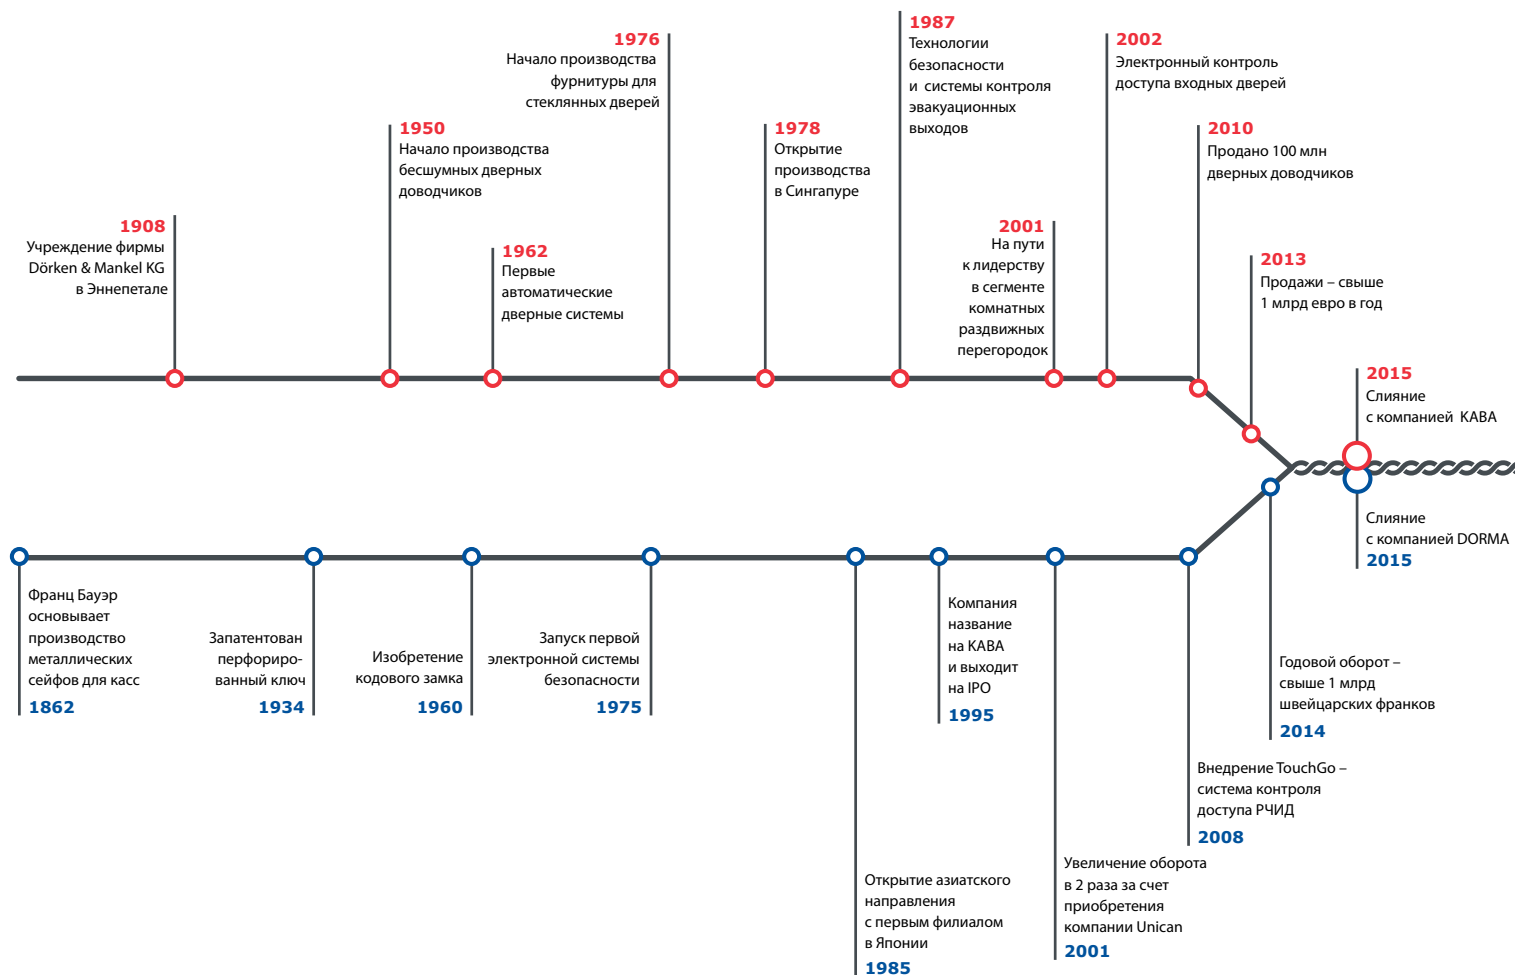 1908
Учреждение фирмы
Dörken & Mankel KG
в Эннепетале
1950
Начало производства
бесшумных дверных
доводчиков
1962
Первые
автоматические
дверные системы
1976
Начало производства
фурнитуры для
стеклянных дверей
1978
Открытие
производства
в Сингапуре
1987
Технологии
безопасности
и системы контроля
эвакуационных
выходов
2001
На пути
к лидерству
в сегменте
комнатных
раздвижных
перегородок
2002
Электронный контроль
доступа входных дверей
2010
Продано 100 млн
дверных доводчиков
2013
Продажи – свыше
1 млрд евро в год
2015
Слияние
с компанией KABA
Слияние
с компанией DORMA
2015
Франц Бауэр
основывает
производство
металлических
сейфов для касс
1862
Запатентован
перфориро-
ванный ключ
1934
Изобретение
кодового замка
1960
Запуск первой
электронной системы
безопасности
1975
Открытие азиатского
направления
с первым филиалом
в Японии
1985
Компания
название
на KABA
и выходит
на IPO
1995
Увеличение оборота
в 2 раза за счет
приобретения
компании Unican
2001
Внедрение TouchGo –
система контроля
доступа РЧИД
2008
Годовой оборот –
свыше 1 млрд
швейцарских франков
2014